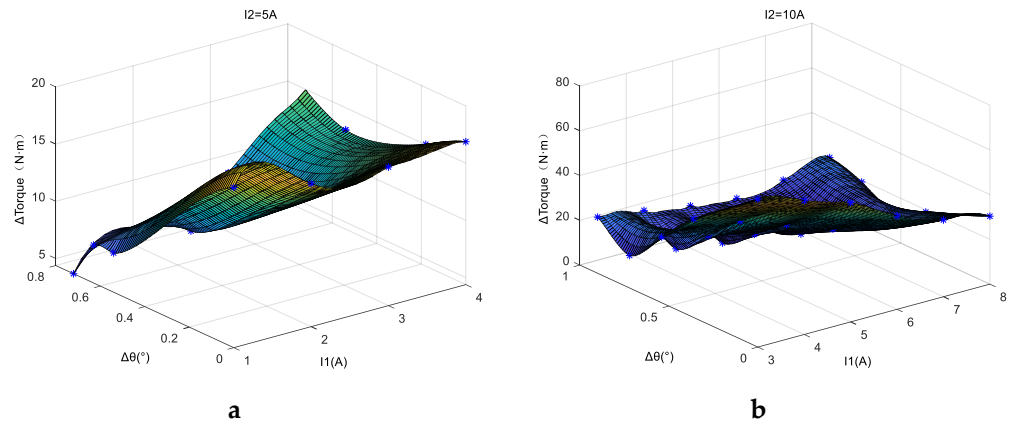 I2=5A
20
15
10
5
ΔTorque（N·m）
0.8
0.6
0.4
0.2
0
Δθ(°)
1
2
3
4
I1(A)
a
I2=10A
80
60
40
20
0
ΔTorque（N·m）
1
0.5
0
Δθ(°)
3
4
5
6
7
8
I1(A)
b